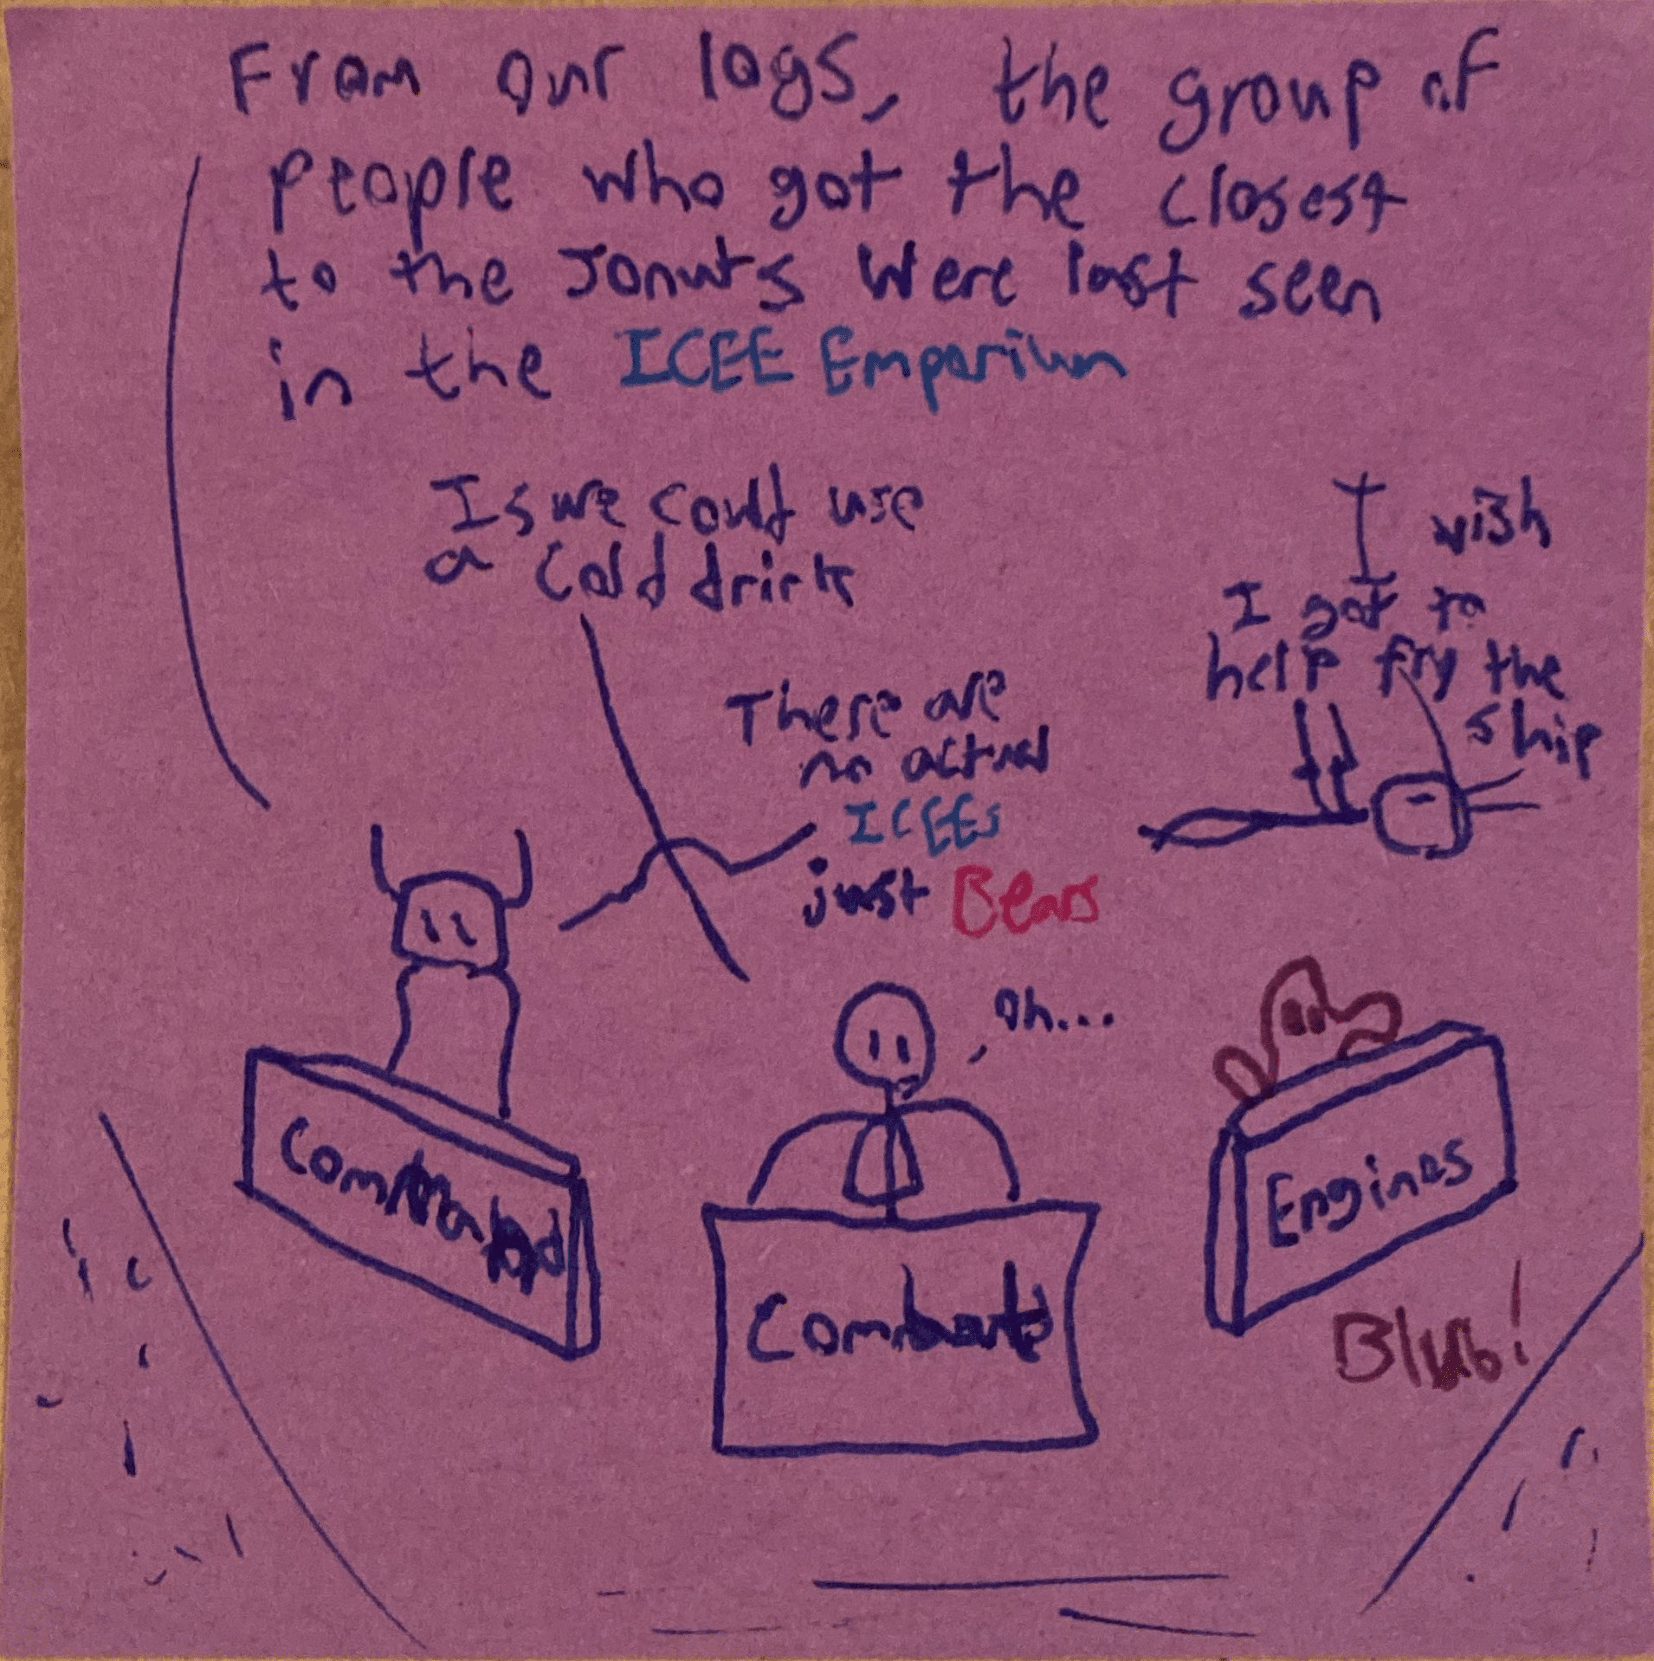 From our logs, the group of
people who got the closest
to the Jonuts Were last seen
in the ICEE Emporium
Is we could use
a cold drink
I wish
I got to
help fry the
ship
There are
no actual
ICEEs
just Bears
Oh...
Command
Combat
Engines
Blub!